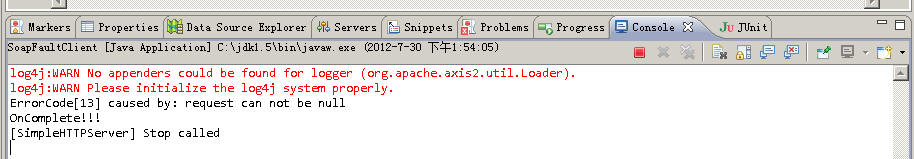 Markers Properties Data Source Explorer Servers Snippets Problems Progress Console JUnit
SoapFaultClient [Java Application] C:\jdk1.5\bin\javaw.exe (2012-7-30 下午1:54:05)
log4j:WARN No appenders could be found for logger (org.apache.axis2.util.Loader).
log4j:WARN Please initialize the log4j system properly.
ErrorCode[13] caused by: request can not be null
OnComplete!!!
[SimpleHTTPServer] Stop called